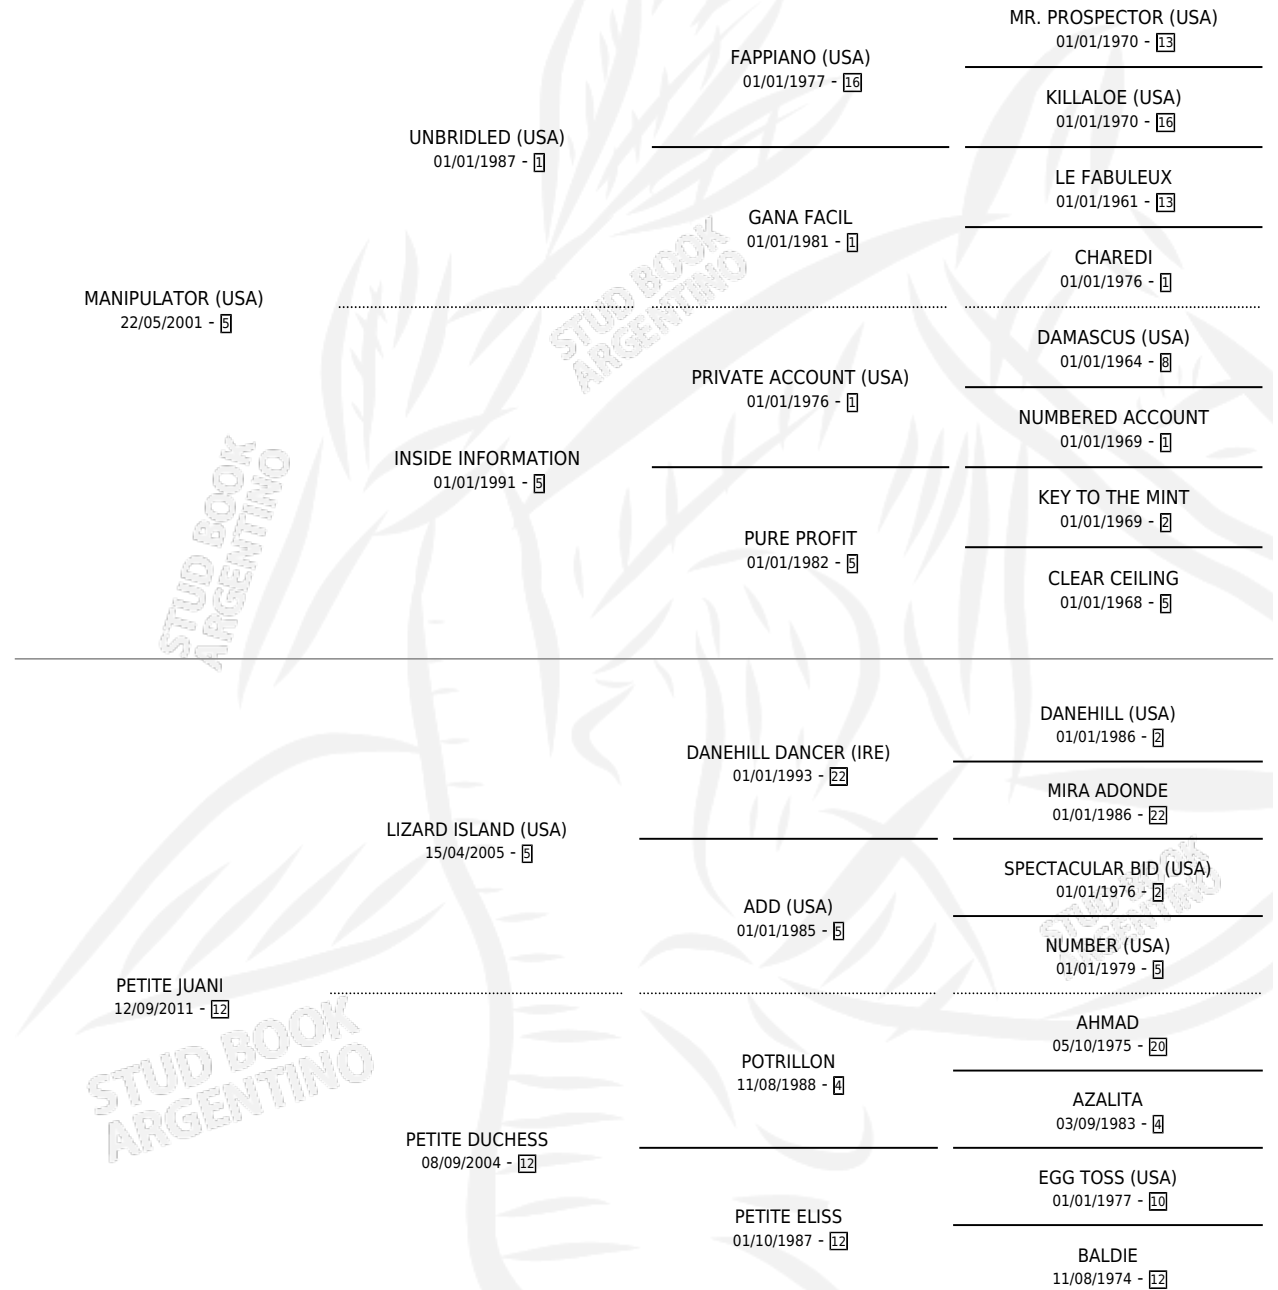 MR. PROSPECTOR (USA)
01/01/1970 - 13
FAPPIANO (USA)
01/01/1977 - 16
KILLALOE (USA)
01/01/1970 - 16
UNBRIDLED (USA)
01/01/1987 - 1
LE FABULEUX
01/01/1961 - 13
GANA FACIL
01/01/1981 - 1
CHAREDI
01/01/1976 - 1
MANIPULATOR (USA)
22/05/2001 - 5
DAMASCUS (USA)
01/01/1964 - 8
PRIVATE ACCOUNT (USA)
01/01/1976 - 1
NUMBERED ACCOUNT
01/01/1969 - 1
INSIDE INFORMATION
01/01/1991 - 5
KEY TO THE MINT
01/01/1969 - 2
PURE PROFIT
01/01/1982 - 5
CLEAR CEILING
01/01/1968 - 5
DANEHILL (USA)
01/01/1986 - 2
DANEHILL DANCER (IRE)
01/01/1993 - 22
MIRA ADONDE
01/01/1986 - 22
LIZARD ISLAND (USA)
15/04/2005 - 5
SPECTACULAR BID (USA)
01/01/1976 - 2
ADD (USA)
01/01/1985 - 5
NUMBER (USA)
01/01/1979 - 5
PETITE JUANI
12/09/2011 - 12
AHMAD
05/10/1975 - 20
POTRILLON
11/08/1988 - 4
AZALITA
03/09/1983 - 4
PETITE DUCHESS
08/09/2004 - 12
EGG TOSS (USA)
01/01/1977 - 10
PETITE ELISS
01/10/1987 - 12
BALDIE
11/08/1974 - 12
STUD BOOK
ARGENTINO
STUD BOOK
ARGENTINO
STUD BOOK
ARGENTINO
STUD BOOK
ARGENTINO